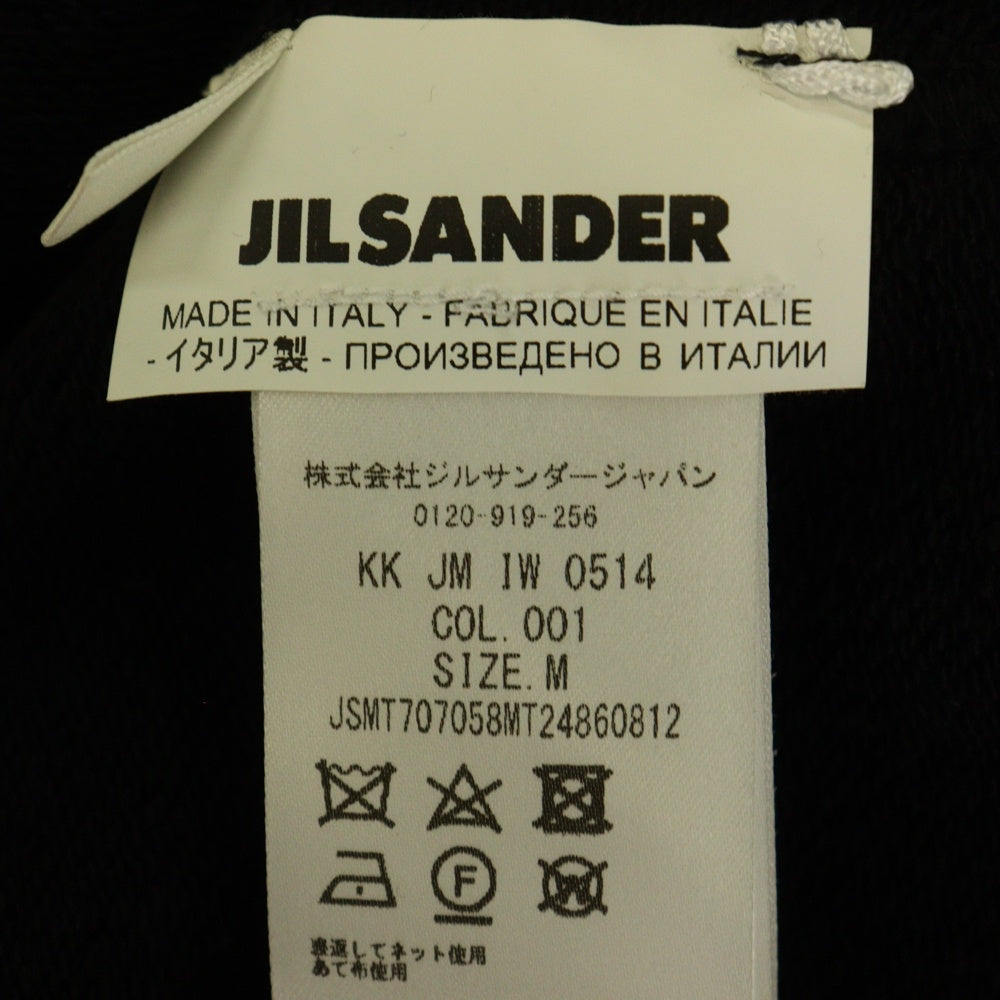 JIL SANDER
MADE IN ITALY - FABRIQUE EN ITALIE
- イタリア製 - ПРОИЗВЕДЕНО В ИТАЛИИ
株式会社ジルサンダージャパン
0120-919-256
KK JM IW 0514
COL. 001
SIZE. M
JSMT707058MT24860812
F
W
裏返してネット使用
あて布使用